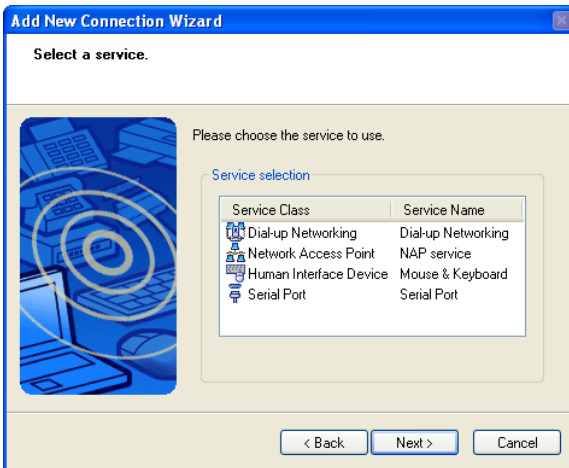 Add New Connection Wizard
Select a service.
Please choose the service to use.
Service selection
Service Class Service Name
Dial-up Networking Dial-up Networking
Network Access Point NAP service
Human Interface Device Mouse & Keyboard
Serial Port Serial Port
< Back Next > Cancel